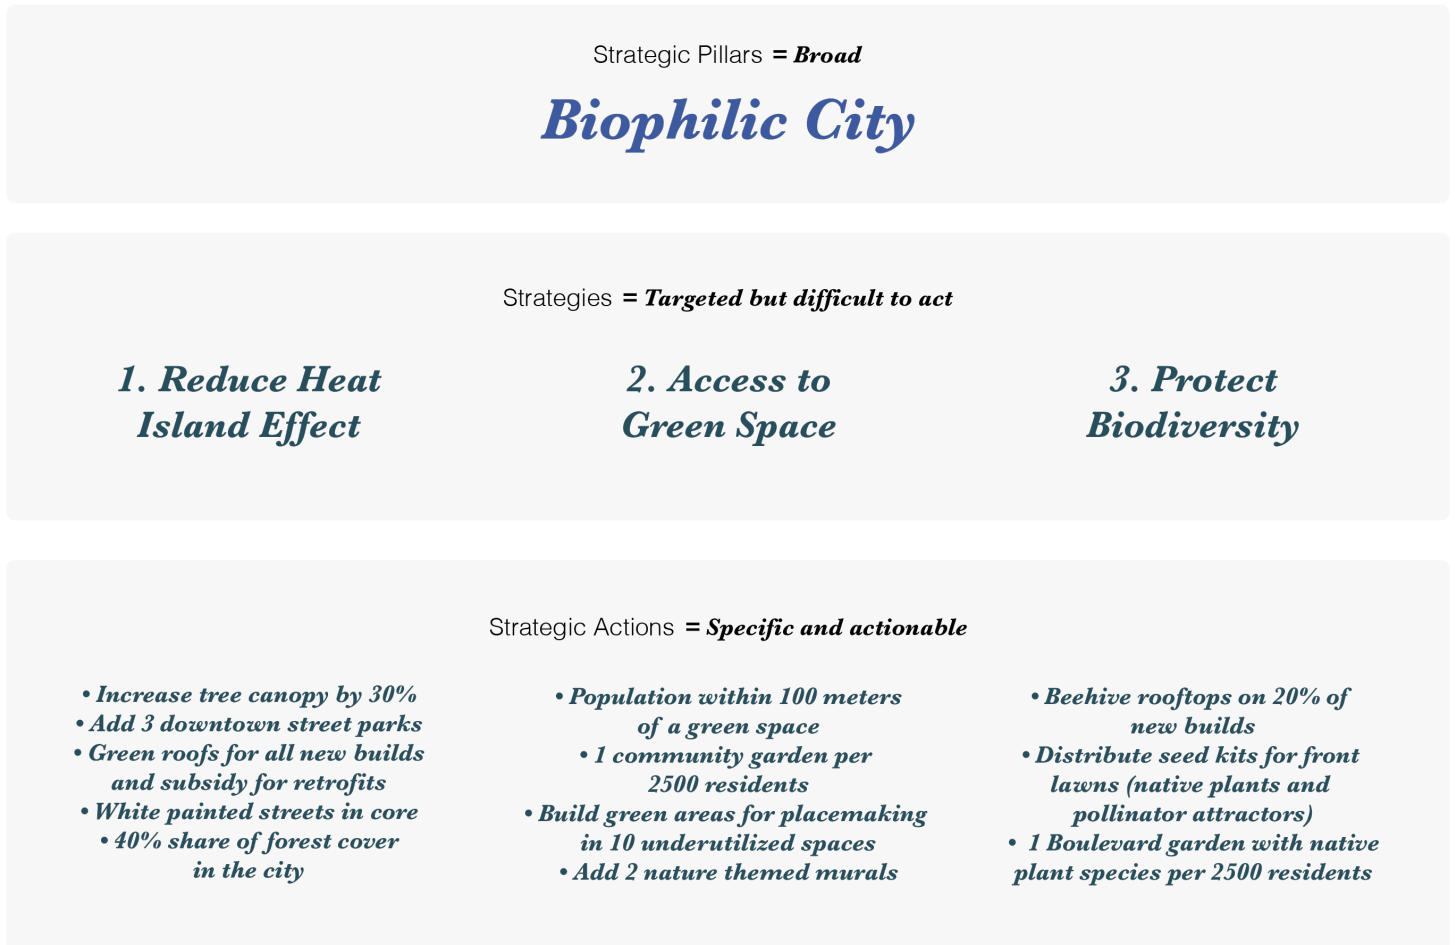 Strategic Pillars = Broad
Biophilic City
Strategies = Targeted but difficult to act
1. Reduce Heat
Island Effect
2. Access to
Green Space
3. Protect
Biodiversity
Strategic Actions = Specific and actionable
• Increase tree canopy by 30%
• Add 3 downtown street parks
• Green roofs for all new builds
and subsidy for retrofits
• White painted streets in core
• 40% share of forest cover
in the city
• Population within 100 meters
of a green space
• 1 community garden per
2500 residents
• Build green areas for placemaking
in 10 underutilized spaces
• Add 2 nature themed murals
• Beehive rooftops on 20% of
new builds
• Distribute seed kits for front
lawns (native plants and
pollinator attractors)
• 1 Boulevard garden with native
plant species per 2500 residents